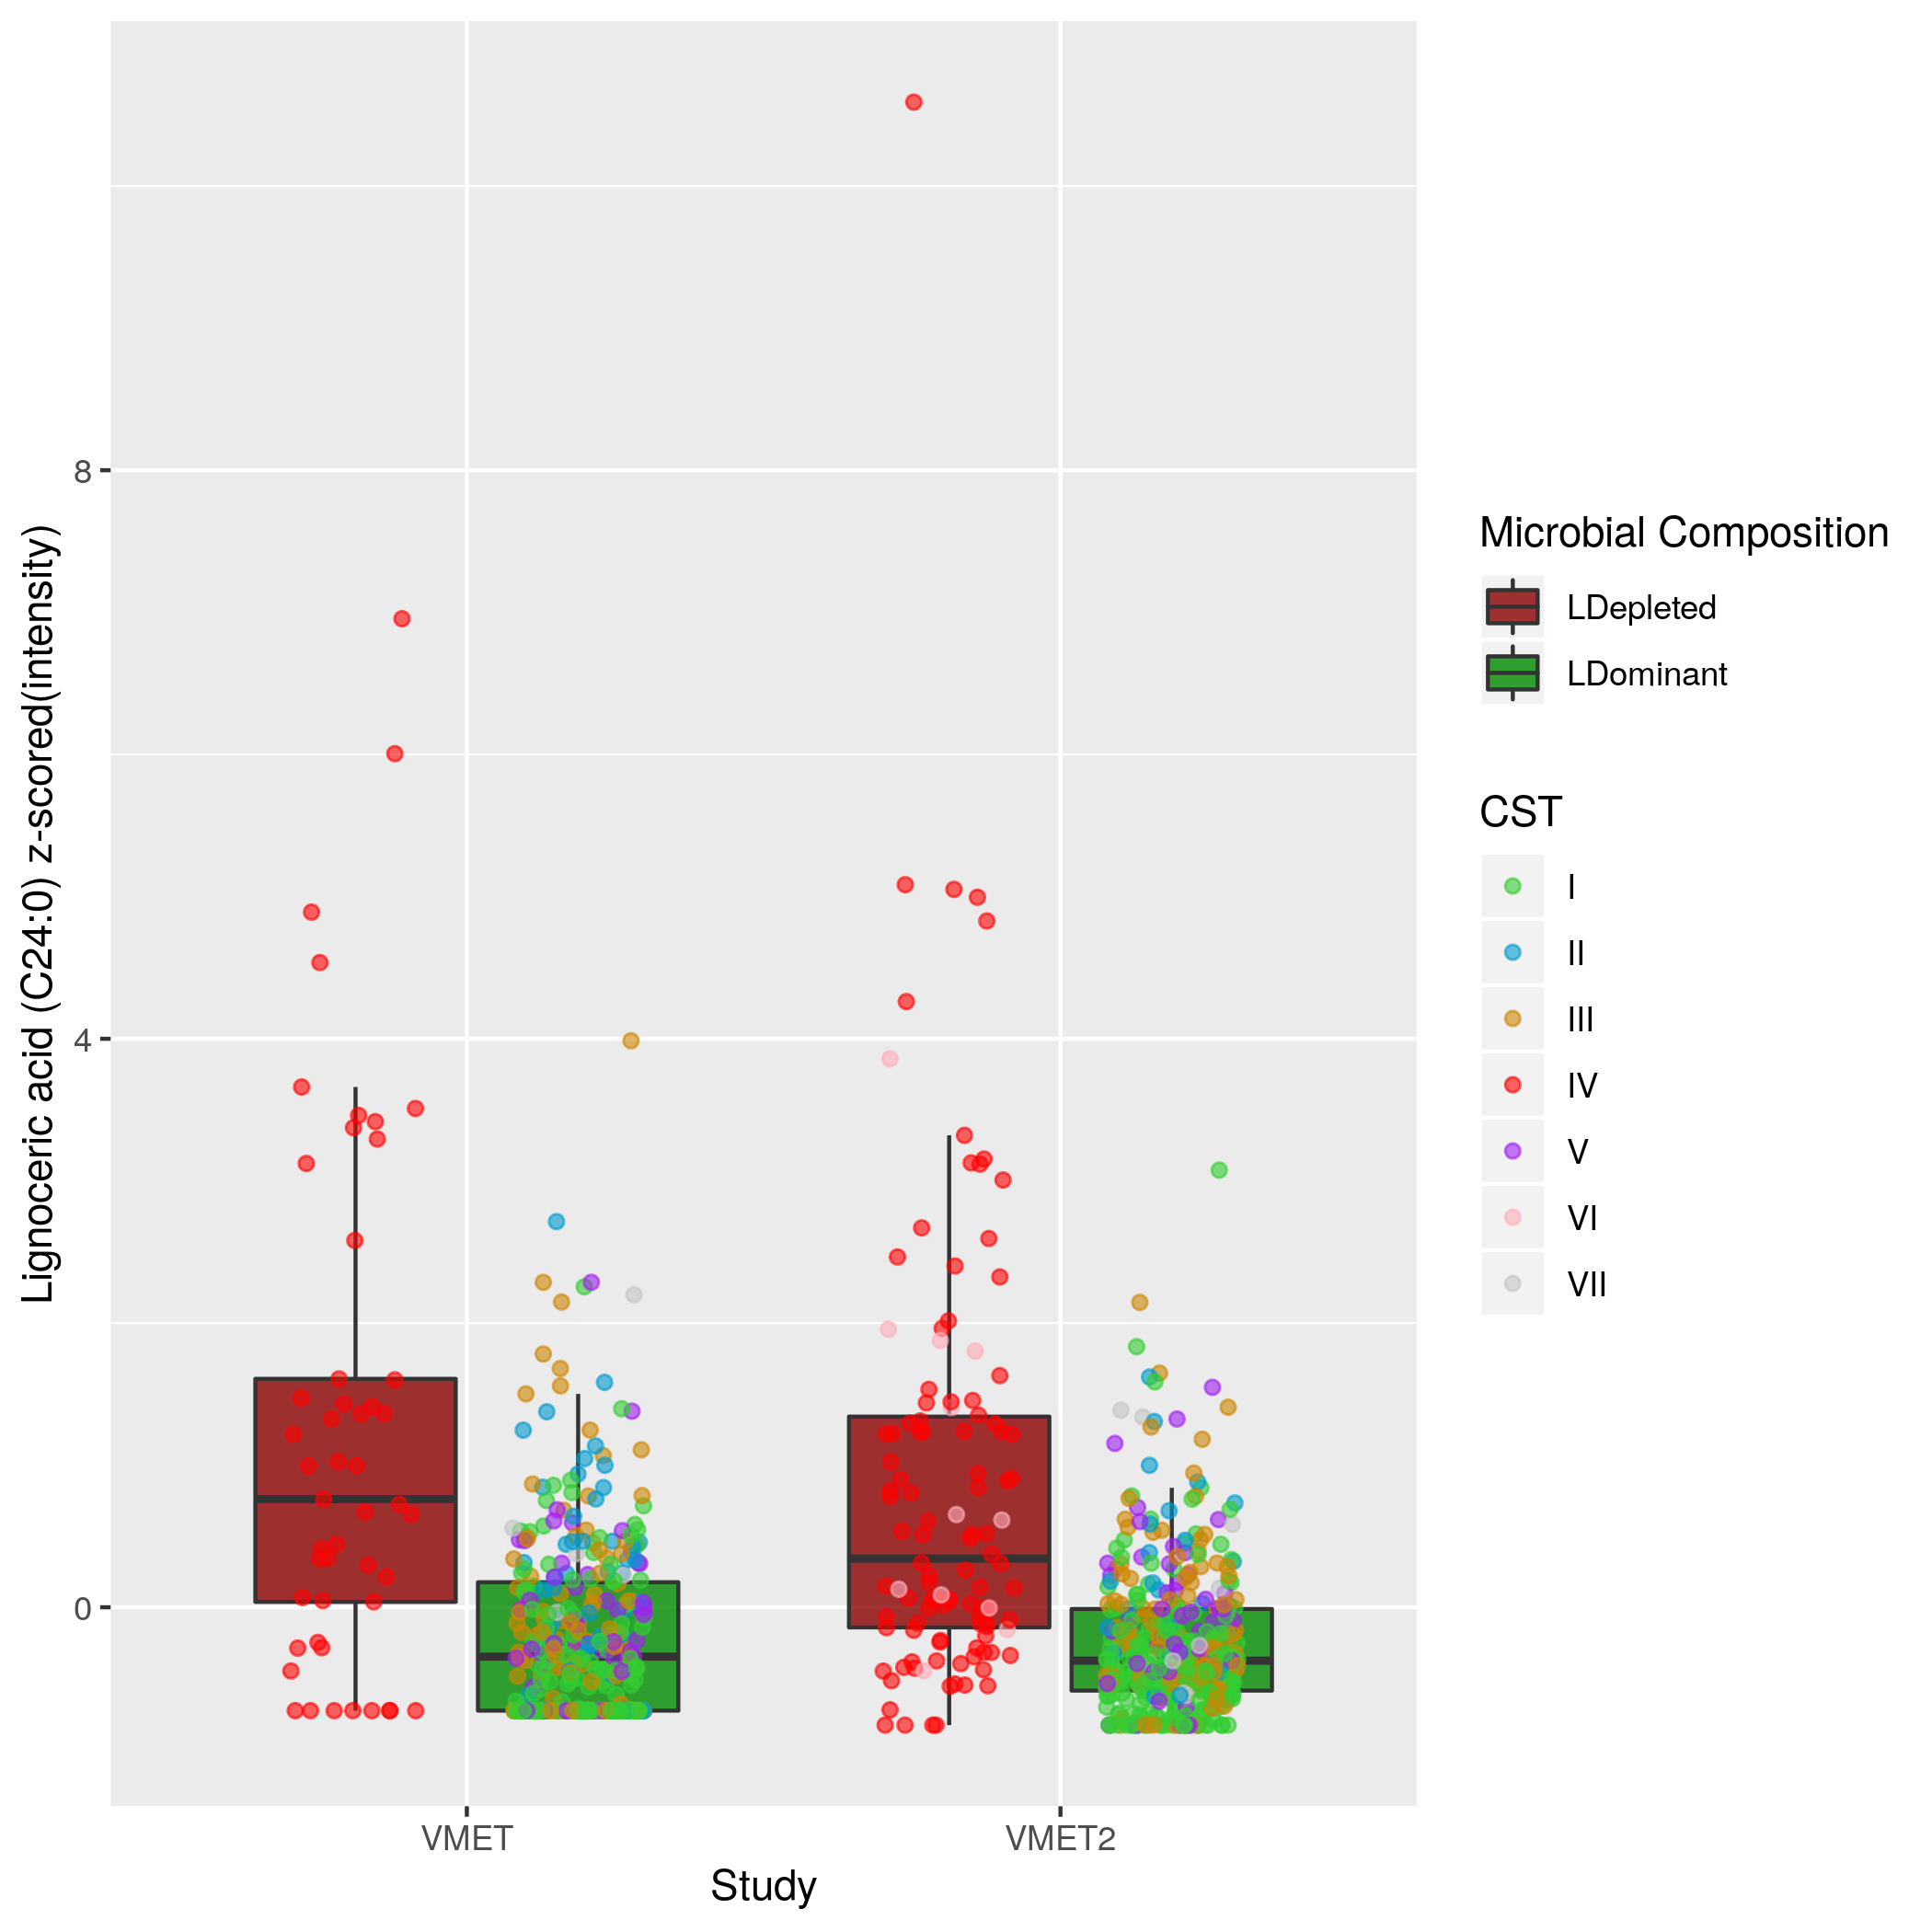 Lignoceric acid (C24:0) z-scored(intensity)
8
4
0
VMET
VMET2
Study
Microbial Composition
LDepleted
LDominant
CST
I
II
III
IV
V
VI
VII